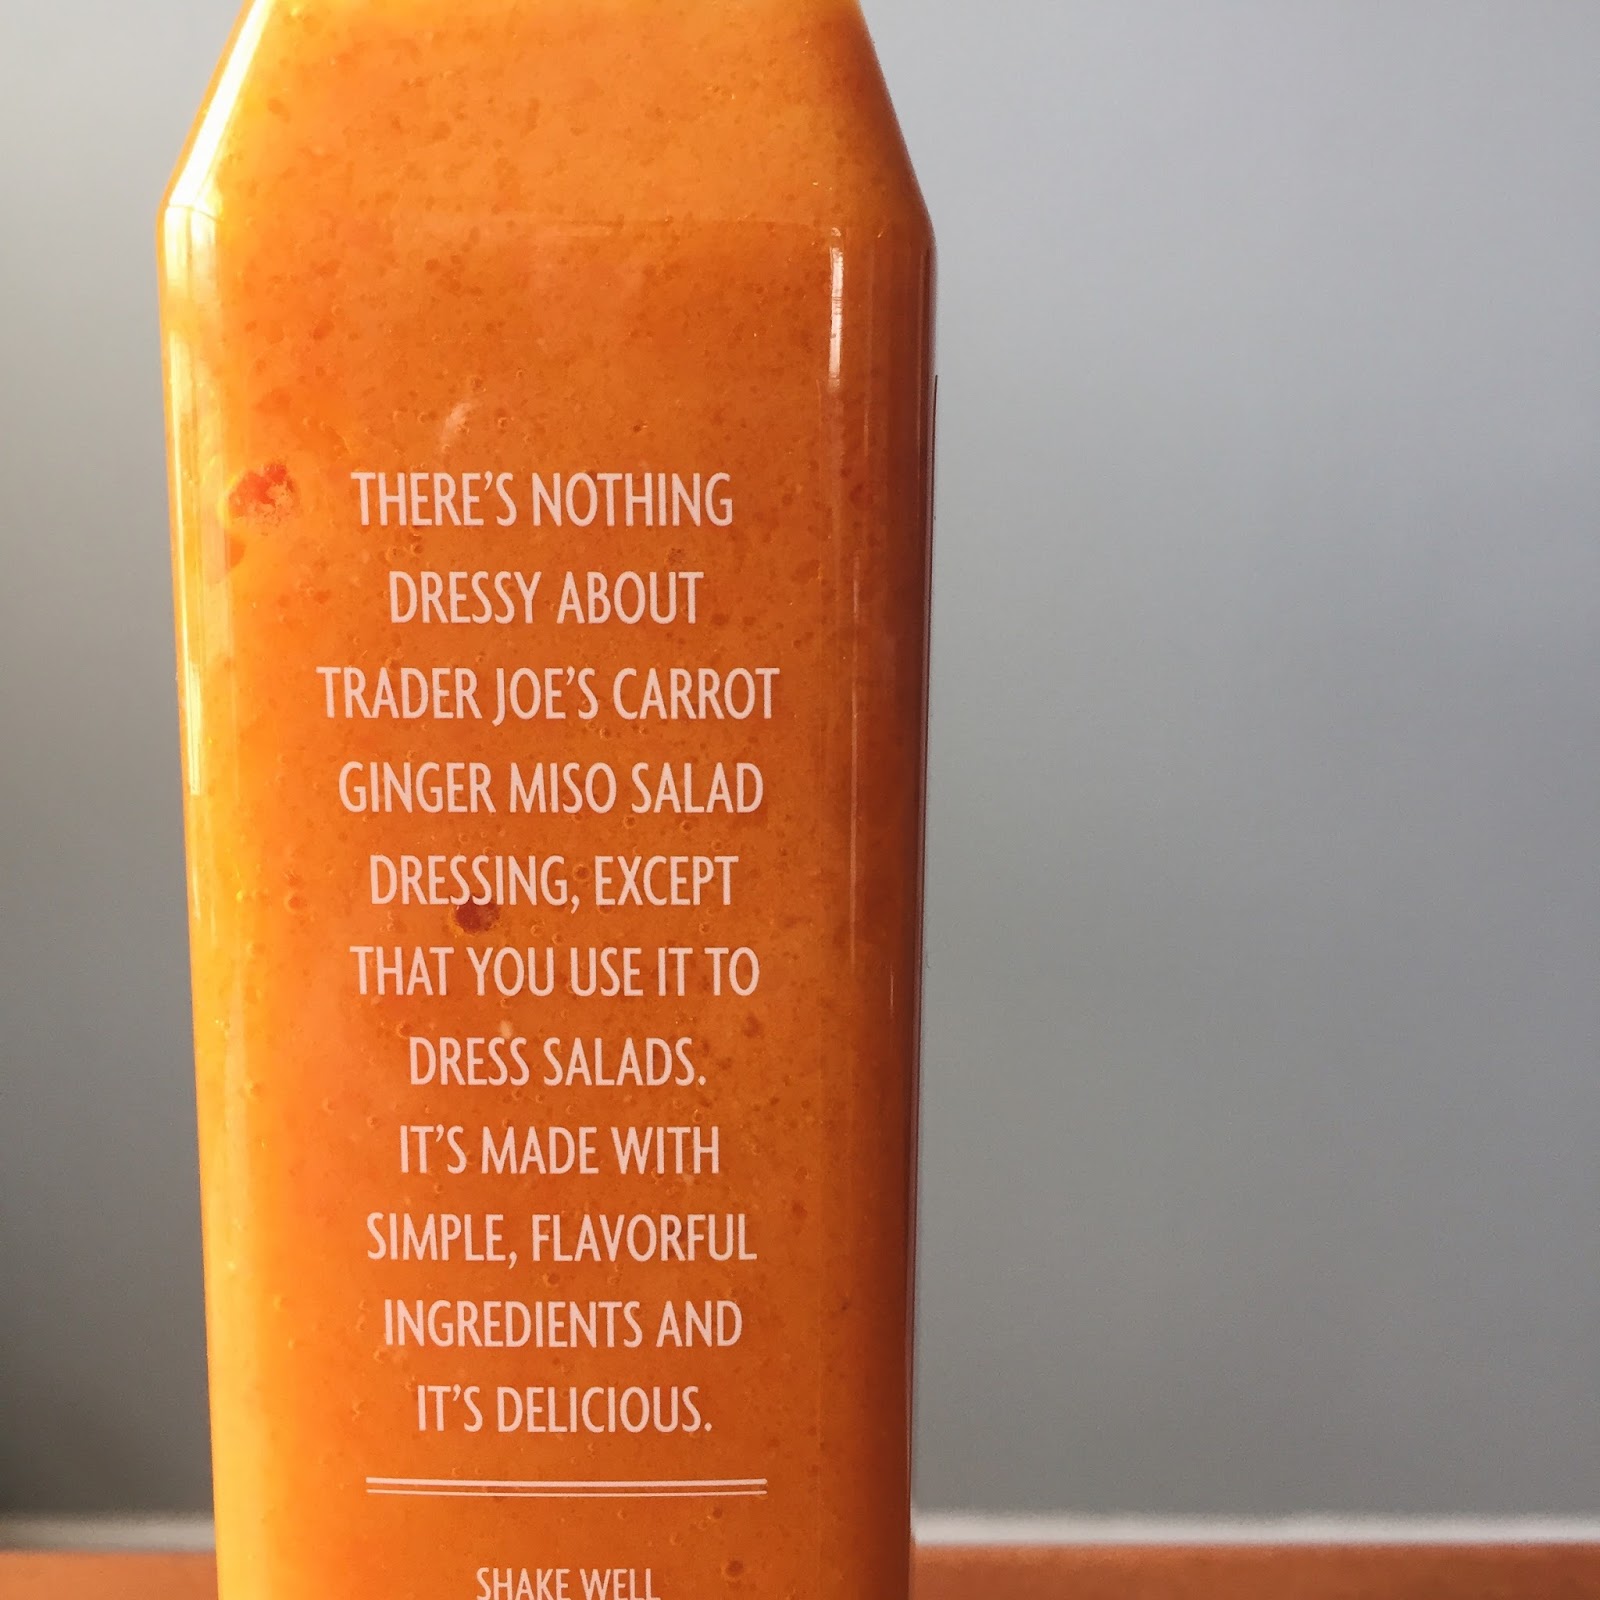 THERE'S NOTHING
DRESSY ABOUT
TRADER JOE'S CARROT
GINGER MISO SALAD
DRESSING, EXCEPT
THAT YOU USE IT TO
DRESS SALADS.
IT'S MADE WITH
SIMPLE, FLAVORFUL
INGREDIENTS AND
IT'S DELICIOUS.
SHAKE WELL